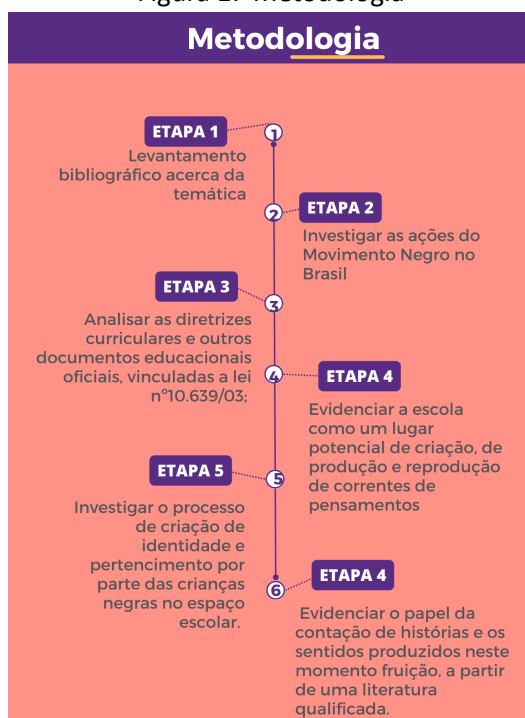 Metodologia
ETAPA 1
1
Levantamento
bibliográfico acerca da
temática
2
ETAPA 2
Investigar as ações do
Movimento Negro no
Brasil
ETAPA 3
3
Analisar as diretrizes
curriculares e outros
documentos educacionais
oficiais, vinculadas a lei
nº10.639/03;
4
ETAPA 4
Evidenciar a escola
como um lugar
potencial de criação, de
produção e reprodução
de correntes de
pensamentos
ETAPA 5
5
Investigar o processo
de criação de
identidade e
pertencimento por
parte das crianças
negras no espaço
escolar.
6
ETAPA 4
Evidenciar o papel da
contação de histórias e os
sentidos produzidos neste
momento fruição, a partir
de uma literatura
qualificada.